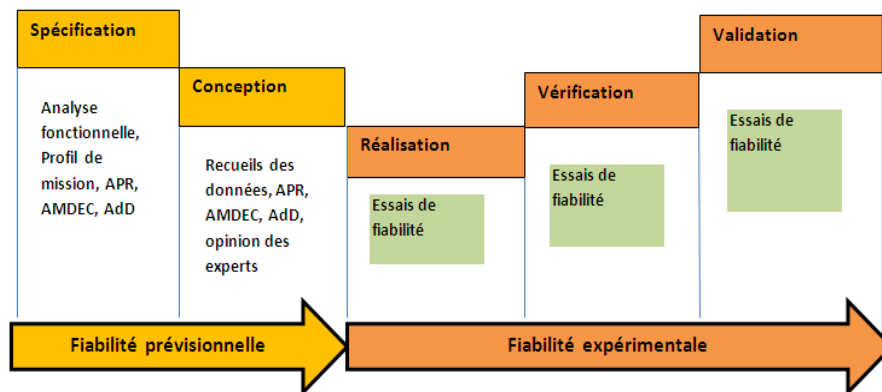 Spécification
Analyse
fonctionnelle,
Profil de
mission, APR,
AMDEC, AdD
Conception
Recueils des
données, APR,
AMDEC, AdD,
opinion des
experts
Réalisation
Essais de
fiabilité
Vérification
Essais de
fiabilité
Validation
Essais de
fiabilité
Fiabilité prévisionnelle
Fiabilité expérimentale